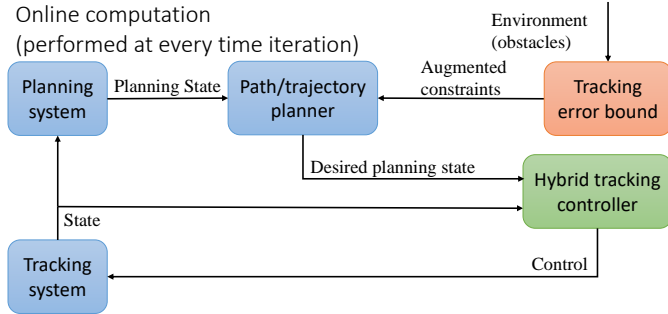 Online computation
(performed at every time iteration)
Environment
(obstacles)
Planning
system
Planning State
Path/trajectory
planner
Augmented
constraints
Tracking
error bound
Desired planning state
Hybrid tracking
controller
State
Tracking
system
Control